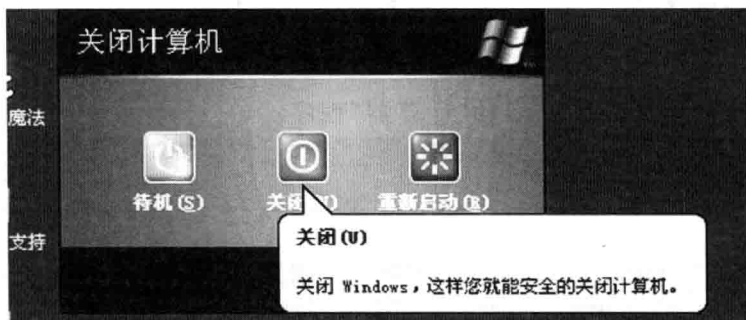 关闭计算机
魔法
待机(S)
重新启动(R)
支持
关闭(U)
关闭 Windows，这样您就能安全的关闭计算机。